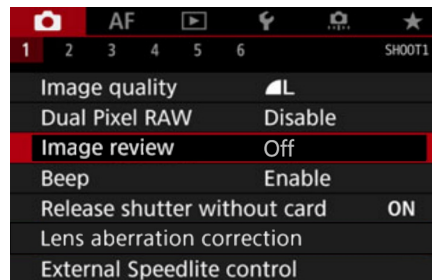 AF
1 2 3 4 5 6 SHOOT1
Image quality L
Dual Pixel RAW Disable
Image review Off
Beep Enable
Release shutter without card ON
Lens aberration correction
External Speedlite control